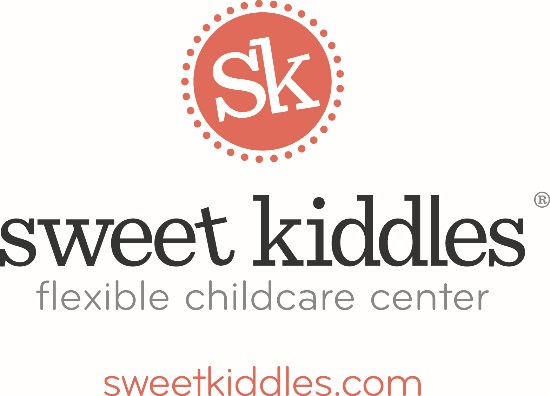 sk
sweet kiddles®
flexible childcare center
sweetkiddles.com